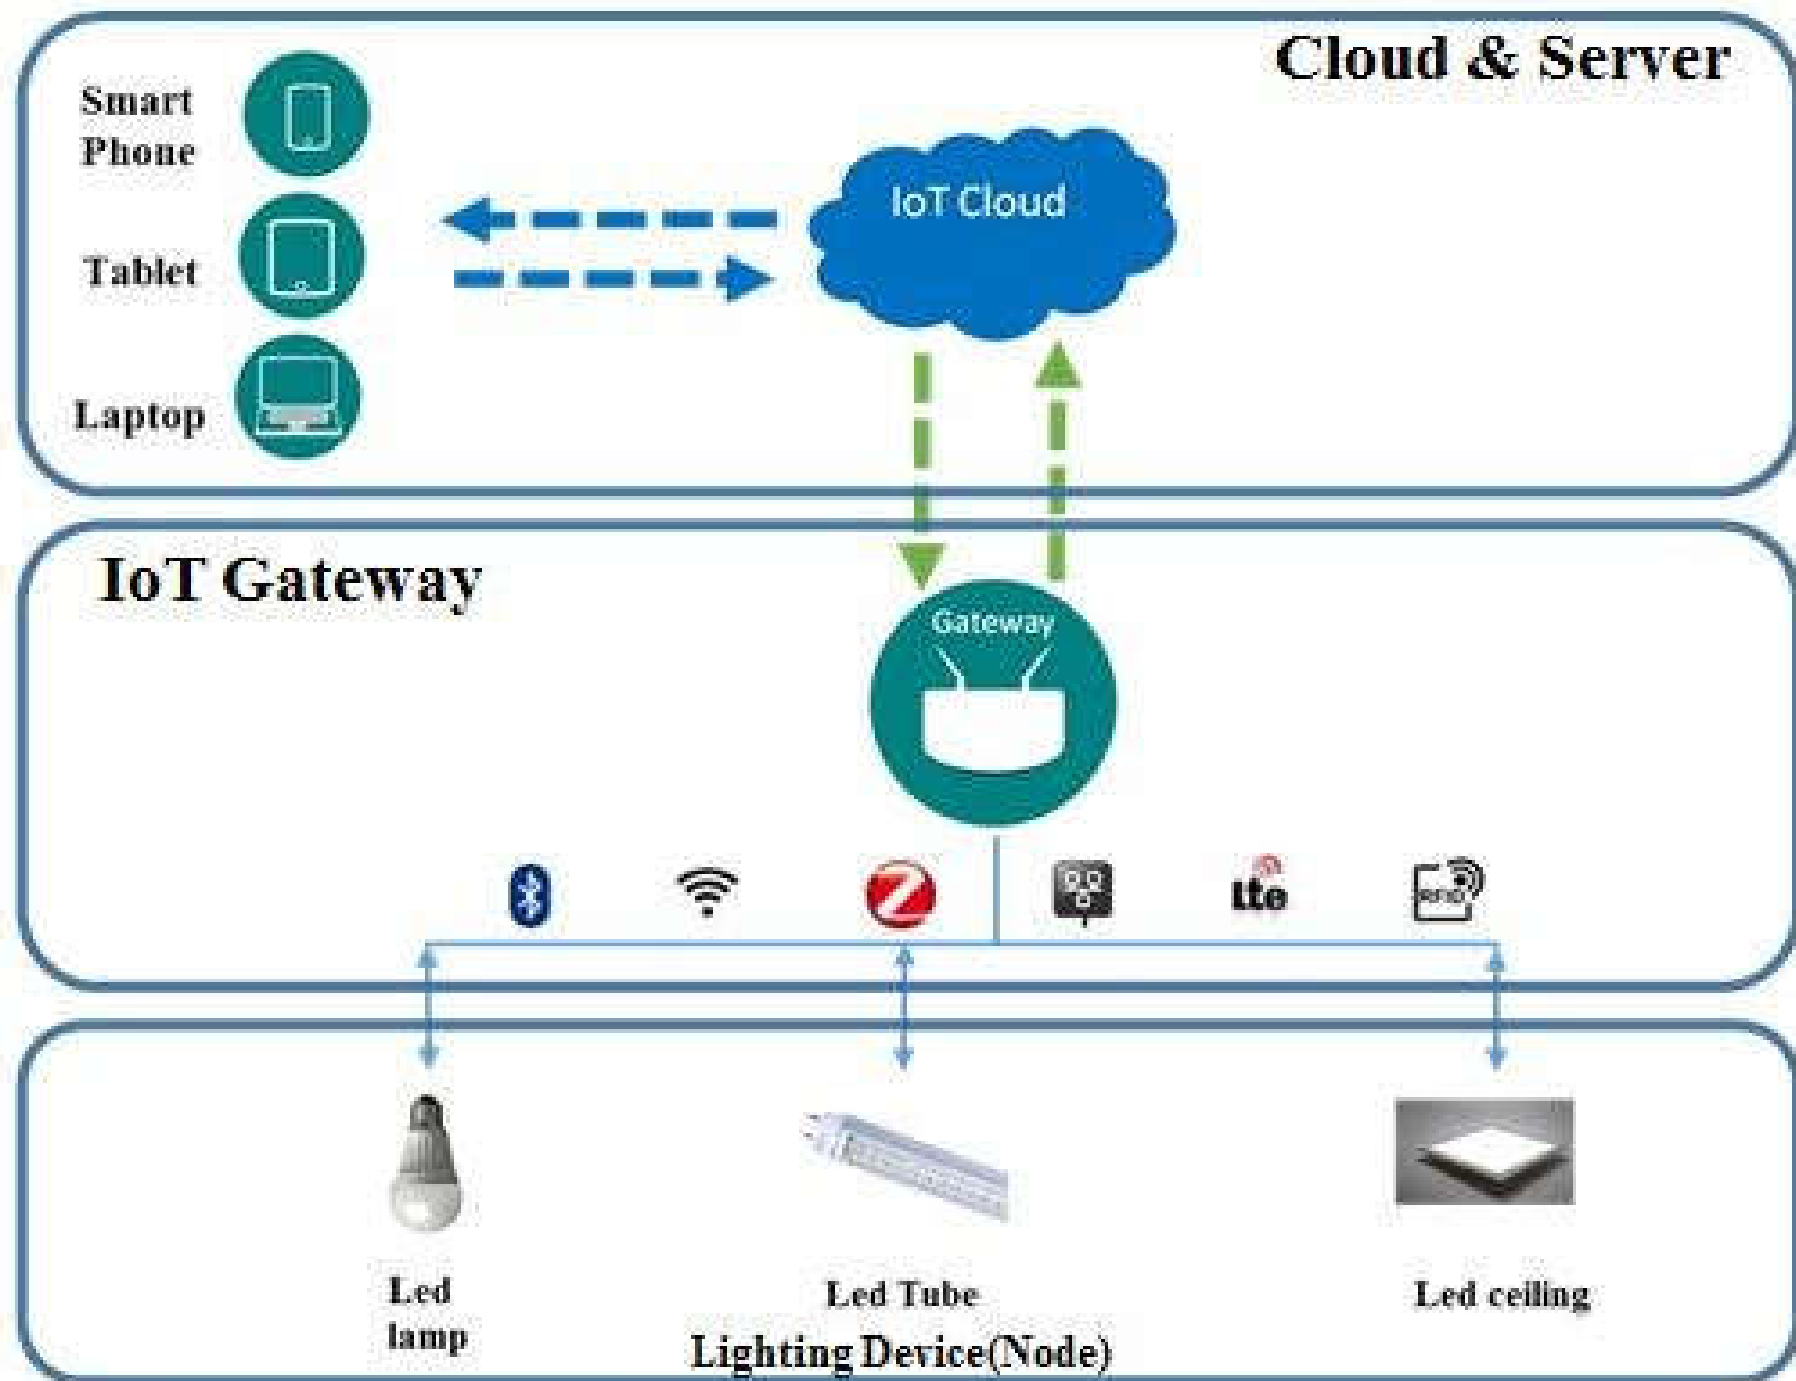 Cloud & Server
Smart
Phone
Tablet
Laptop
IoT Cloud
IoT Gateway
Gateway
Lte
RFID
Led
lamp
Led Tube
Led ceiling
Lighting Device(Node)